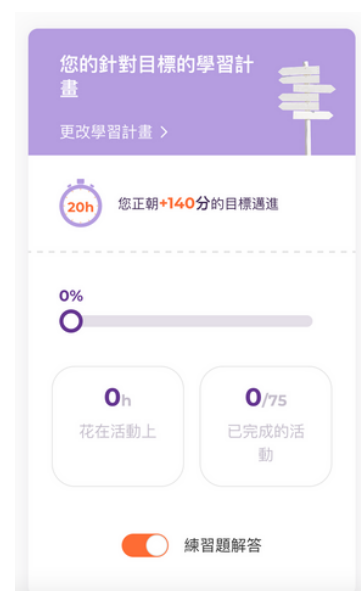 您的針對目標的學習計
畫
更改學習計畫 >
20h
您正朝+140分的目標邁進
0%
0h
花在活動上
0/75
已完成的活
動
練習題解答